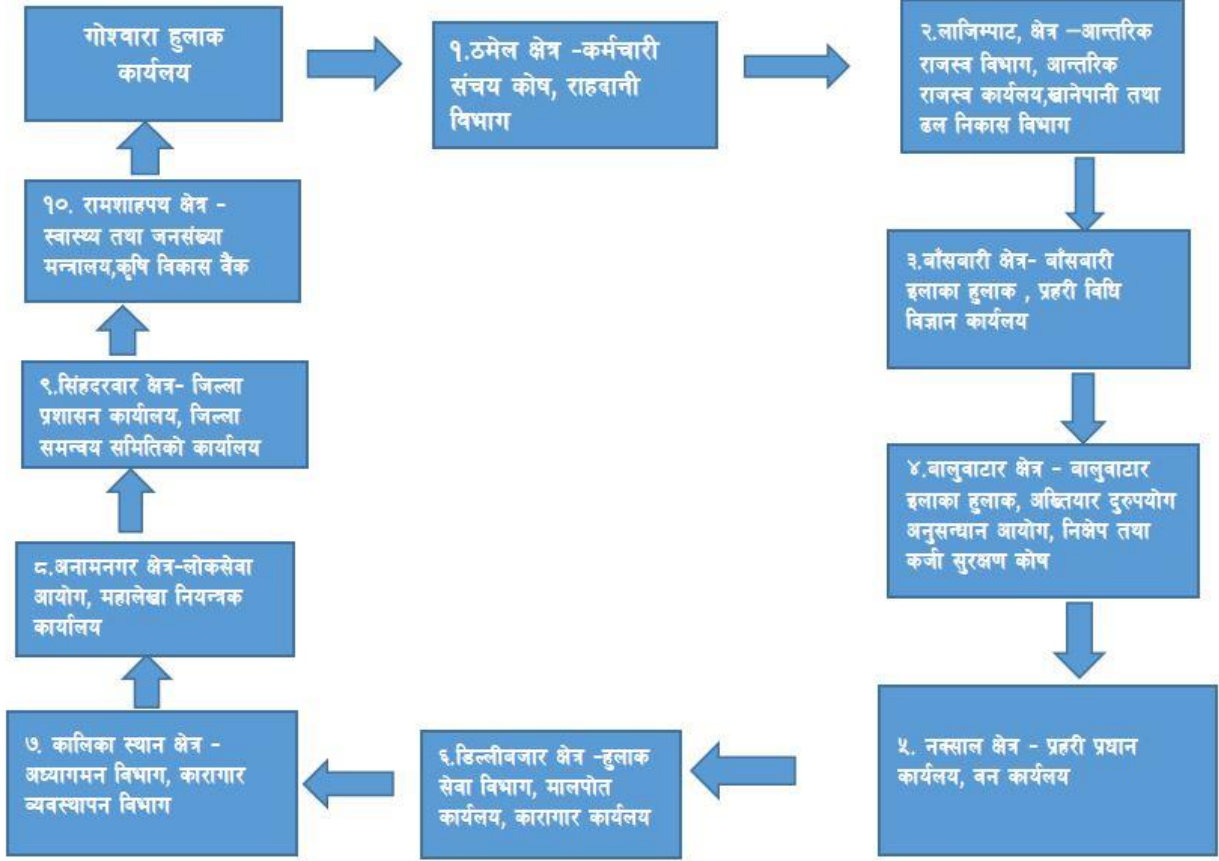 गोश्वारा हुलाक
कार्यलय
१.ठमेल क्षेत्र -कर्मचारी
संचय कोष, राहदानी
विभाग
२.लाजिम्पाट, क्षेत्र –आन्तरिक
राजस्व विभाग, आन्तरिक
राजस्व कार्यलय,खानेपानी तथा
ढल निकास विभाग
३.बाँसबारी क्षेत्र- बाँसबारी
इलाका हुलाक , प्रहरी विधि
विज्ञान कार्यलय
४.बालुवाटार क्षेत्र - बालुवाटार
इलाका हुलाक, अख्तियार दुरुपयोग
अनुसन्धान आयोग, निक्षेप तथा
कर्जा सुरक्षण कोष
५. नक्साल क्षेत्र - प्रहरी प्रधान
कार्यलय, वन कार्यलय
६.डिल्लीबजार क्षेत्र -हुलाक
सेवा विभाग, मालपोत
कार्यलय, कारागार कार्यलय
७. कालिका स्थान क्षेत्र -
अध्यागमन विभाग, कारागार
व्यवस्थापन विभाग
८.अनामनगर क्षेत्र-लोकसेवा
आयोग, महालेखा नियन्त्रक
कार्यालय
९.सिंहदरवार क्षेत्र- जिल्ला
प्रशासन कार्यालय, जिल्ला
समन्वय समितिको कार्यालय
१०. रामशाहपथ क्षेत्र -
स्वास्थ्य तथा जनसंख्या
मन्त्रालय,कृषि विकास बैंक